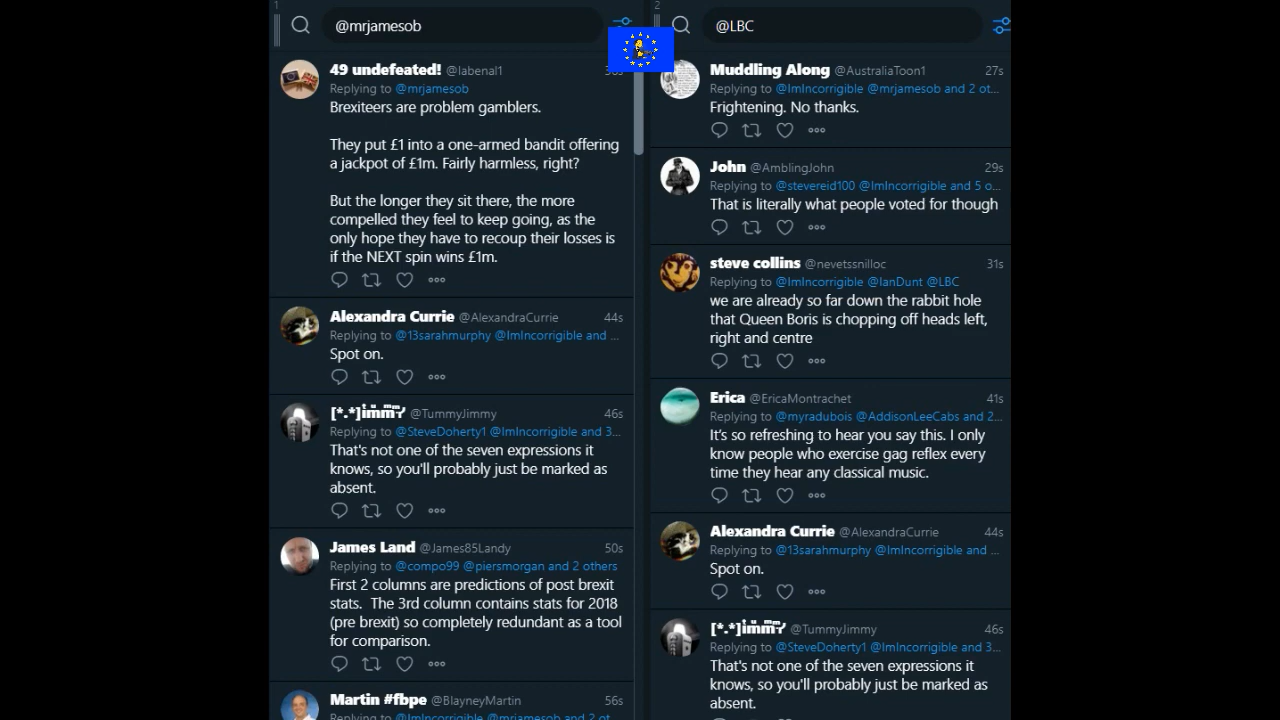 1
@mrjamesob
49 undefeated! @labenal1
Replying to @mrjamesob
Brexiteers are problem gamblers.
They put £1 into a one-armed bandit offering
a jackpot of £1m. Fairly harmless, right?
But the longer they sit there, the more
compelled they feel to keep going, as the
only hope they have to recoup their losses is
if the NEXT spin wins £1m.
Alexandra Currie @AlexandraCurrie 44s
Replying to @13sarahmurphy @ImIncorrigible and ...
Spot on.
[*.*]immy @TummyJimmy 46s
Replying to @SteveDoherty1 @ImIncorrigible and 3...
That's not one of the seven expressions it
knows, so you'll probably just be marked as
absent.
James Land @James85Landy 50s
Replying to @compo99 @piersmorgan and 2 others
First 2 columns are predictions of post brexit
stats. The 3rd column contains stats for 2018
(pre brexit) so completely redundant as a tool
for comparison.
Martin #fbpe @BlayneyMartin 56s
Replying to @ImIncorrigible @mrjamesob and 2 ot...
2
@LBC
Muddling Along @AustraliaToon1 27s
Replying to @ImIncorrigible @mrjamesob and 2 ot...
Frightening. No thanks.
John @AmblingJohn 29s
Replying to @stevereid100 @ImIncorrigible and 5 o...
That is literally what people voted for though
steve collins @nevetssnilloc 31s
Replying to @ImIncorrigible @IanDunt @LBC
we are already so far down the rabbit hole
that Queen Boris is chopping off heads left,
right and centre
Erica @EricaMontrachet 41s
Replying to @myradubois @AddisonLeeCabs and 2...
It's so refreshing to hear you say this. I only
know people who exercise gag reflex every
time they hear any classical music.
Alexandra Currie @AlexandraCurrie 44s
Replying to @13sarahmurphy @ImIncorrigible and ...
Spot on.
[*.*]immy @TummyJimmy 46s
Replying to @SteveDoherty1 @ImIncorrigible and 3...
That's not one of the seven expressions it
knows, so you'll probably just be marked as
absent.